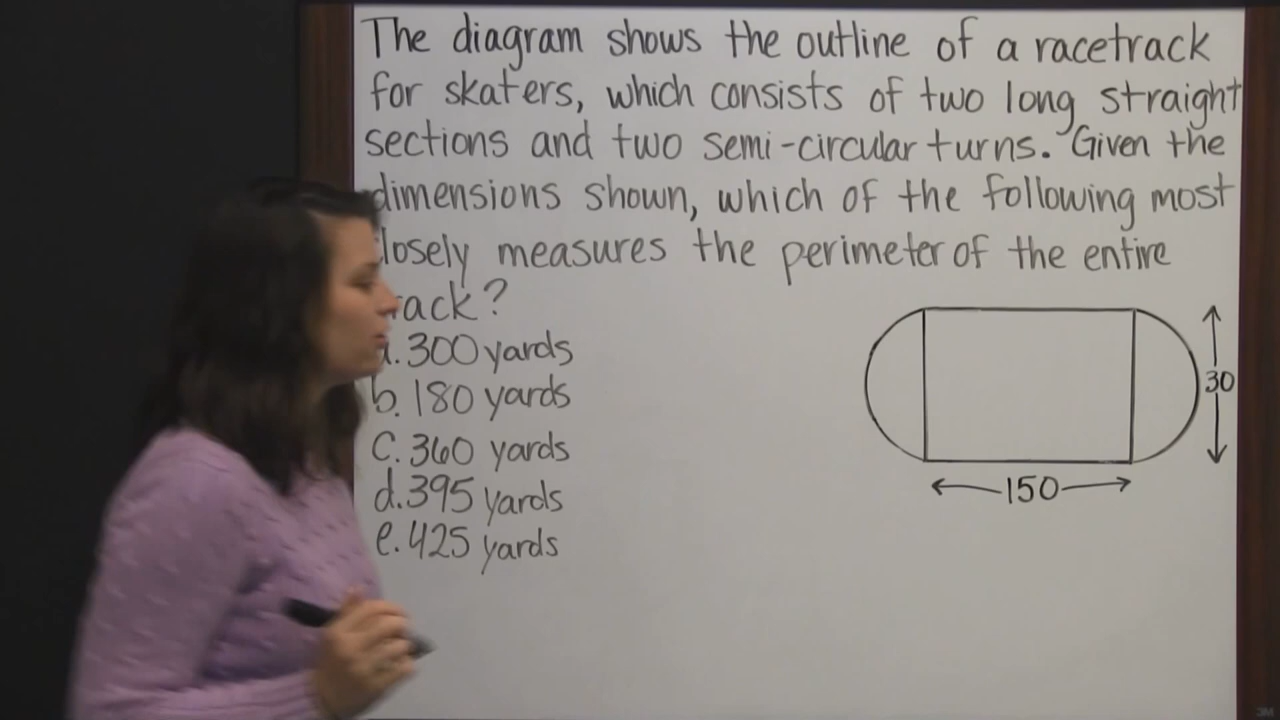 The diagram shows the outline of a racetrack
for skaters, which consists of two long straight
sections and two semi-circular turns. Given the
dimensions shown, which of the following most
closely measures the perimeter of the entire
rack?
a. 300 yards
b. 180 yards
c. 360 yards
d. 395 yards
e. 425 yards
30
150
3M